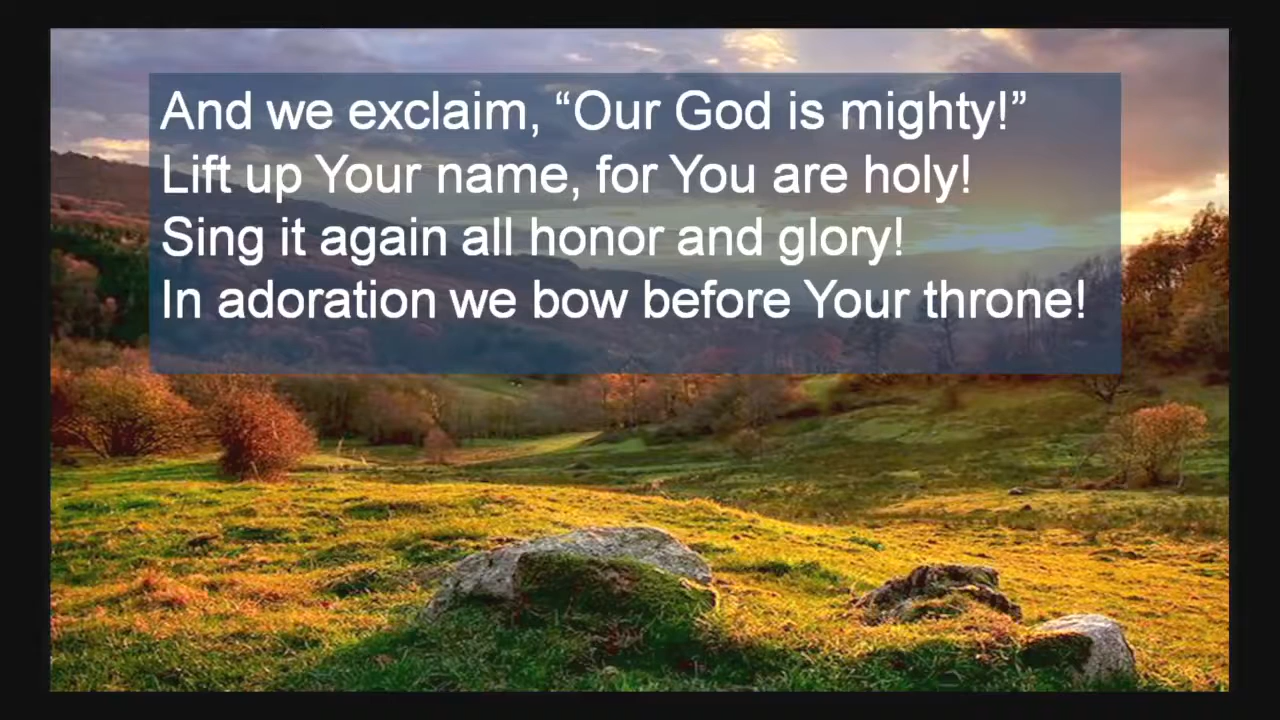 And we exclaim, “Our God is mighty!”
Lift up Your name, for You are holy!
Sing it again all honor and glory!
In adoration we bow before Your throne!